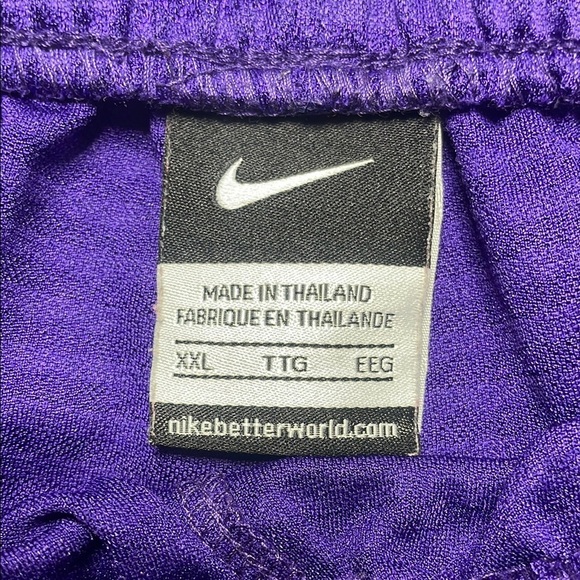 MADE IN THAILAND
FABRIQUE EN THAILANDE
XXL TTG EEG
nikebetterworld.com